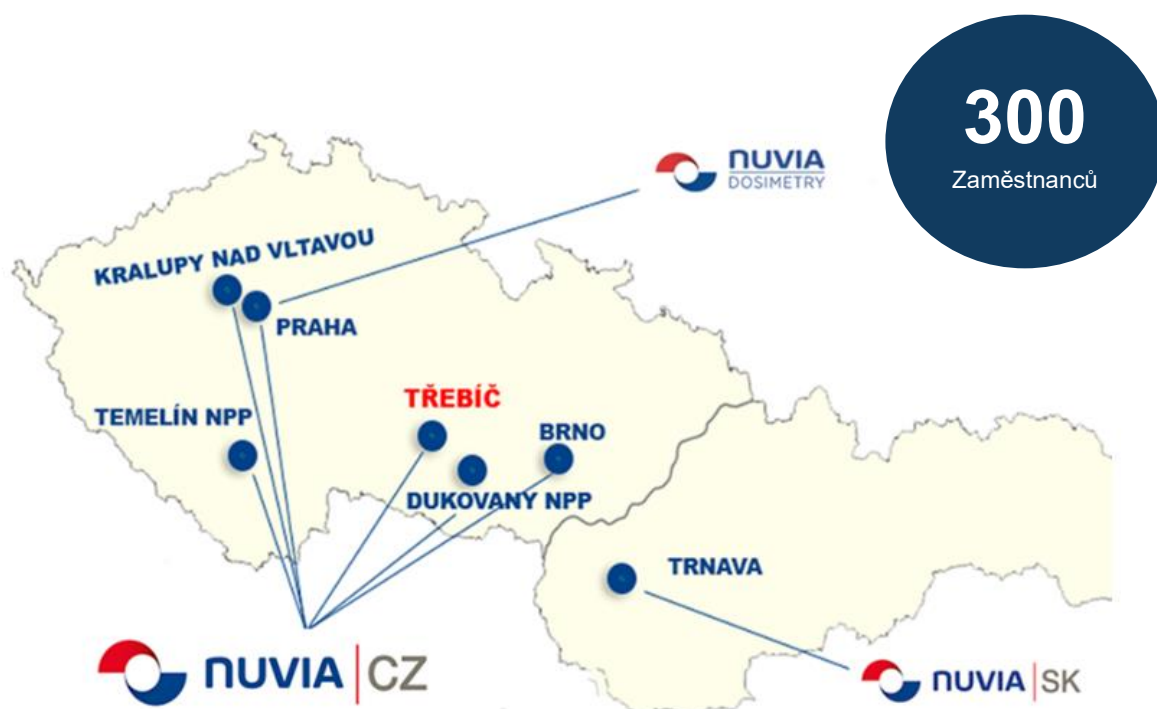 300
Zaměstnanců
NUVIA
DOSIMETRY
KRALUPY NAD VLTAVOU
PRAHA
TŘEBÍČ
TEMELÍN NPP
BRNO
DUKOVANY NPP
TRNAVA
NUVIA CZ
NUVIA SK